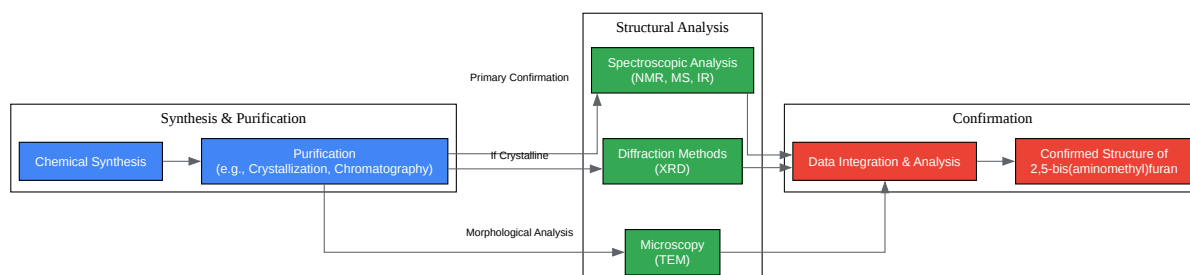 Structural Analysis
Spectroscopic Analysis
(NMR, MS, IR)
Primary Confirmation
Synthesis & Purification
Confirmation
Chemical Synthesis
Purification
(e.g., Crystallization, Chromatography)
If Crystalline
Diffraction Methods
(XRD)
Data Integration & Analysis
Confirmed Structure of
2,5-bis(aminomethyl)furan
Morphological Analysis
Microscopy
(TEM)